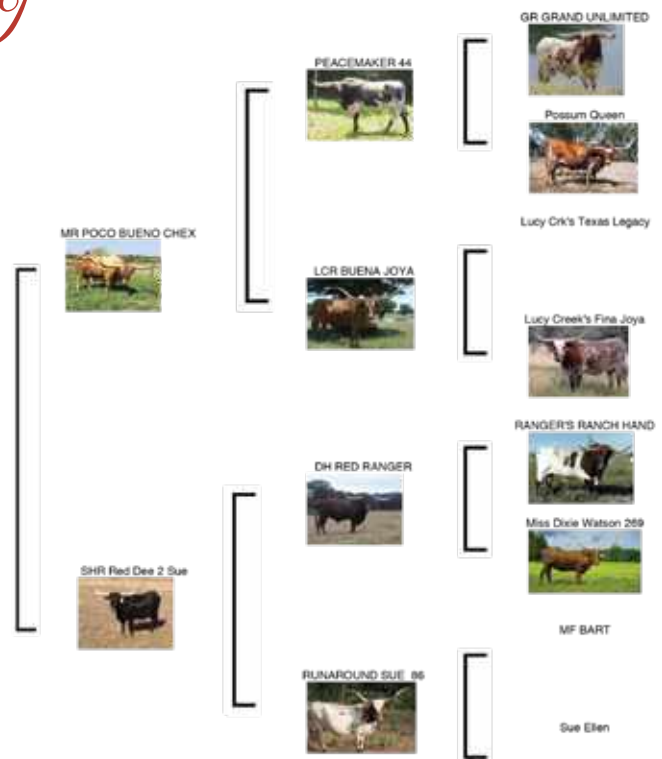 GR GRAND UNLIMITED
PEACEMAKER 44
Possum Queen
Lucy Crk's Texas Legacy
MR POCO BUENO CHEX
LCR BUENA JOYA
Lucy Creek's Fina Joya
RANGER'S RANCH HAND
DH RED RANGER
Miss Dixie Watson 269
SHR Red Dee 2 Sue
MF BART
RUNAROUND SUE 86
Sue Ellen